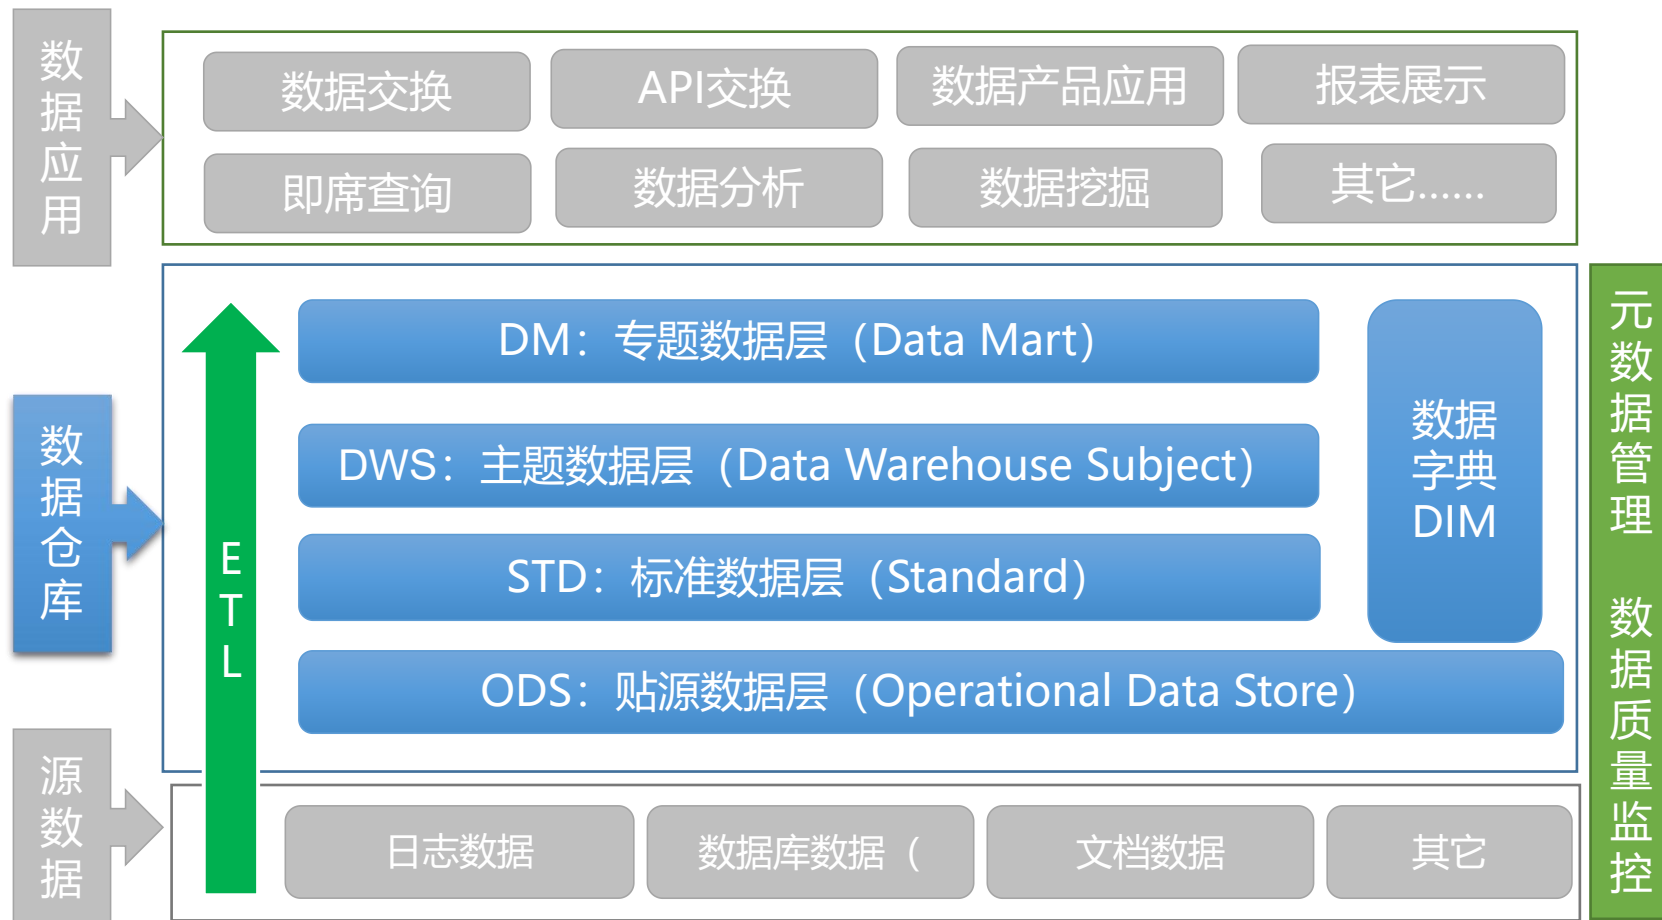 数据应用
数据交换
API交换
数据产品应用
报表展示
即席查询
数据分析
数据挖掘
其它......
数据仓库
ETL
DM：专题数据层（Data Mart）
DWS：主题数据层（Data Warehouse Subject）
STD：标准数据层（Standard）
ODS：贴源数据层（Operational Data Store）
数据
字典
DIM
元数据管理 数据质量监控
源数据
日志数据
数据库数据（
文档数据
其它